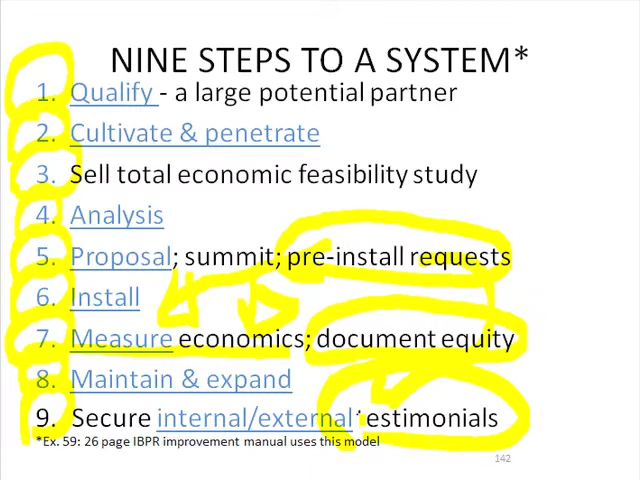 NINE STEPS TO A SYSTEM*
1. Qualify - a large potential partner
2. Cultivate & penetrate
3. Sell total economic feasibility study
4. Analysis
5. Proposal; summit; pre-install requests
6. Install
7. Measure economics; document equity
8. Maintain & expand
9. Secure internal/external testimonials
*Ex. 59: 26 page IBPR improvement manual uses this model
142